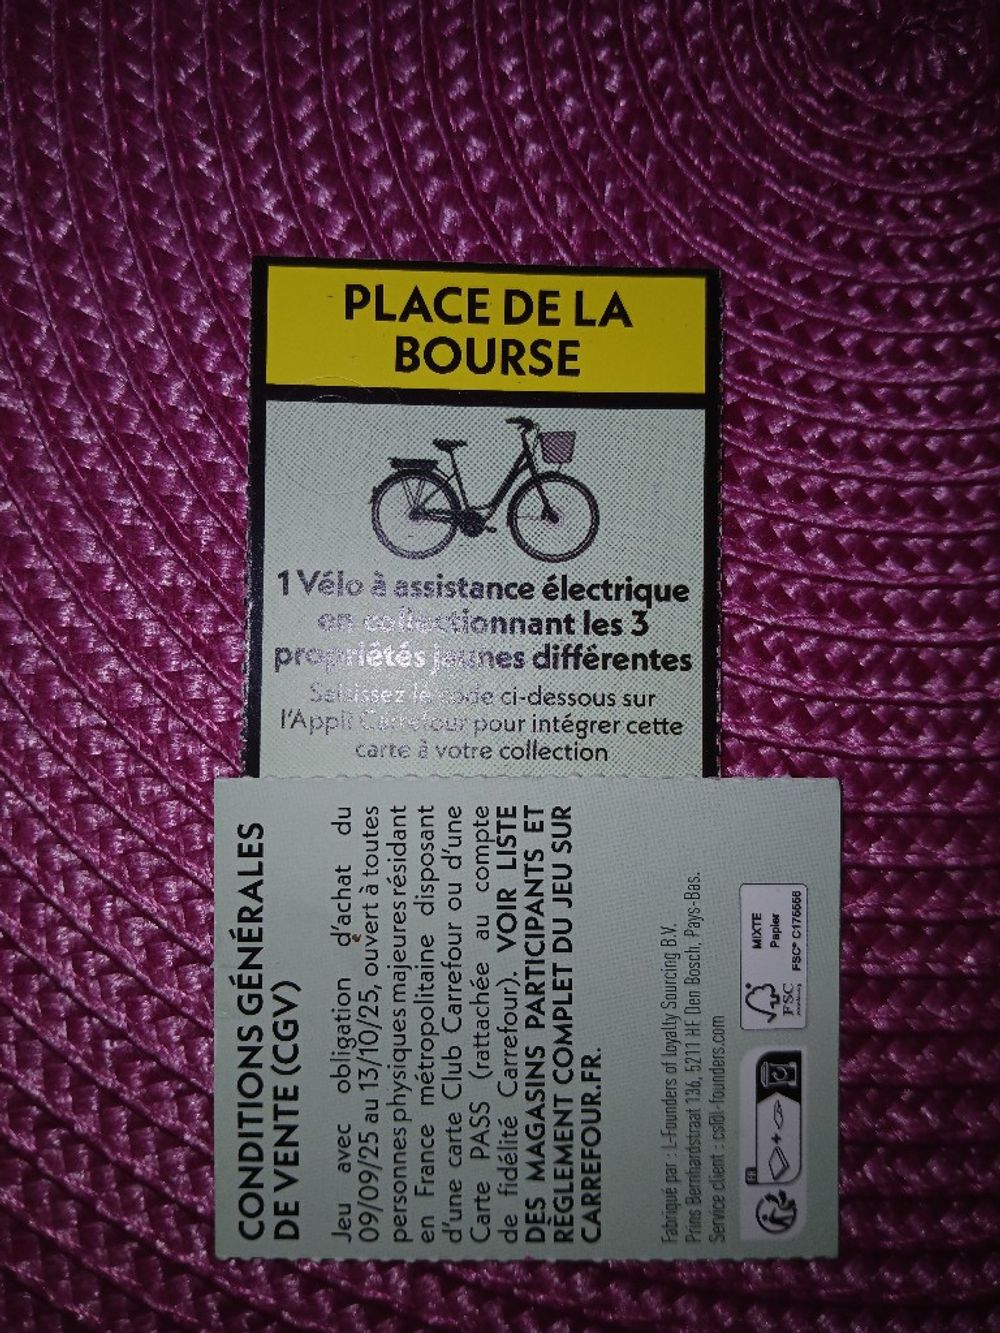 PLACE DE LA
BOURSE
1 Vélo à assistance électrique
en collectionnant les 3
propriétés jaunes différentes
Saisissez le code ci-dessous sur
l'Appli Carrefour pour intégrer cette
carte à votre collection
CONDITIONS GÉNÉRALES
DE VENTE (CGV)
Jeu avec obligation d'achat du
09/09/25 au 13/10/25, ouvert à toutes
personnes physiques majeures résidant
en France métropolitaine disposant
d'une carte Club Carrefour ou d'une
Carte PASS (rattachée au compte
de fidélité Carrefour). VOIR LISTE
DES MAGASINS PARTICIPANTS ET
RÈGLEMENT COMPLET DU JEU SUR
CARREFOUR.FR.
Fabriqué par : L-Founders of loyalty Sourcing B.V.
Prins Bernhardstraat 136, 5211 HE Den Bosch, Pays-Bas.
Service client : cs@l-founders.com
FR
FSC
MIXTE
Papier
FSC® C175556